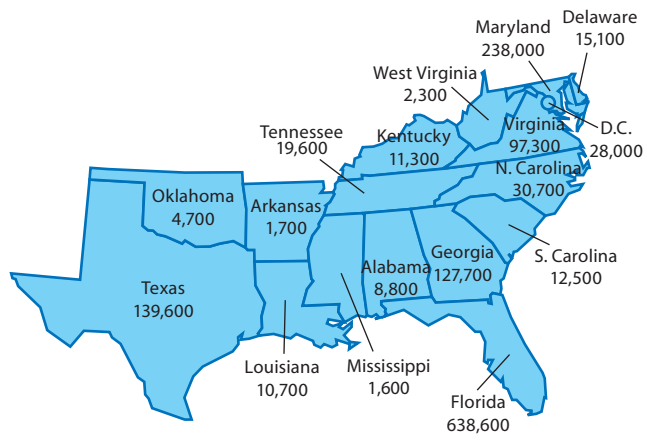 Delaware
15,100
Maryland
238,000
West Virginia
2,300
Tennessee
19,600
Kentucky
11,300
Virginia
97,300
D.C.
28,000
N. Carolina
30,700
Oklahoma
4,700
Arkansas
1,700
S. Carolina
12,500
Georgia
127,700
Alabama
8,800
Texas
139,600
Louisiana
10,700
Mississippi
1,600
Florida
638,600